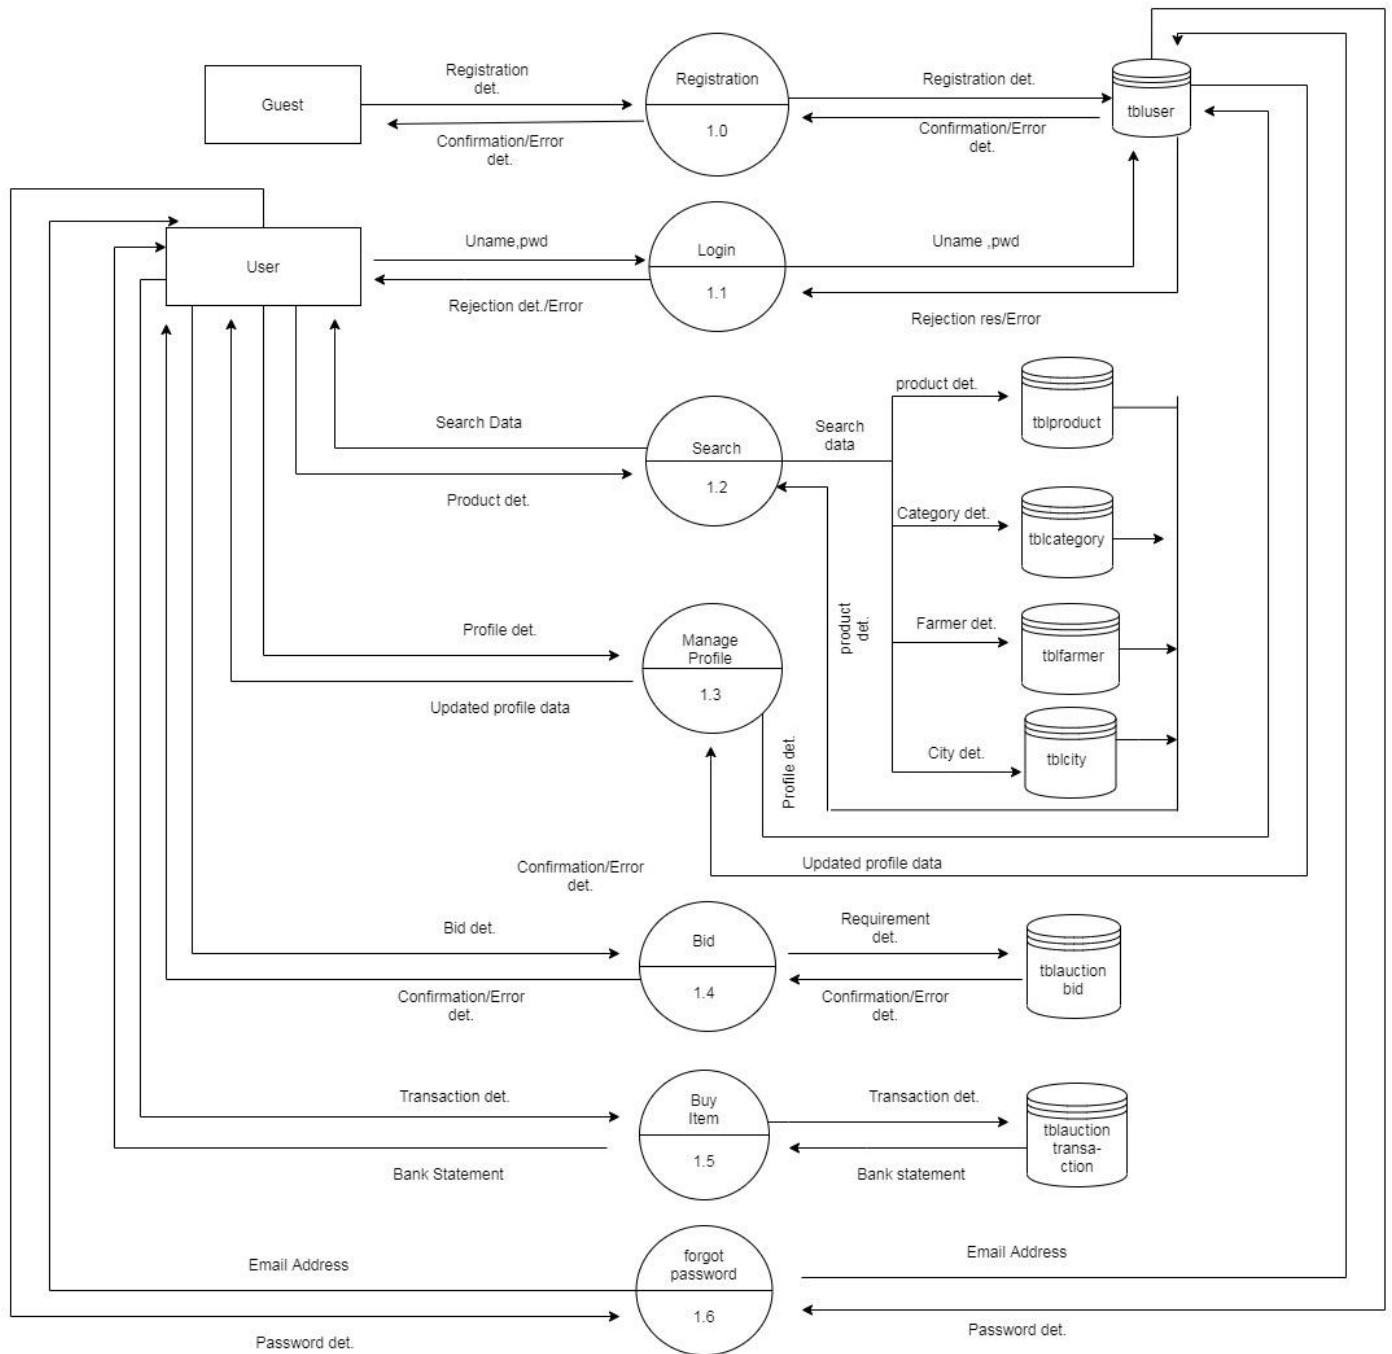 Registration
det.
Guest
Confirmation/Error
det.
Registration
1.0
Registration det.
Confirmation/Error
det.
tbluser
User
Uname,pwd
Rejection det./Error
Login
1.1
Uname ,pwd
Rejection res/Error
Search Data
Product det.
Search
1.2
Search
data
product det.
tblproduct
Category det.
tblcategory
product
det.
Farmer det.
tblfarmer
City det.
tblcity
Profile det.
Updated profile data
Manage
Profile
1.3
Profile det.
Updated profile data
Confirmation/Error
det.
Bid det.
Confirmation/Error
det.
Bid
1.4
Requirement
det.
Confirmation/Error
det.
tblauction
bid
Transaction det.
Bank Statement
Buy
Item
1.5
Transaction det.
Bank statement
tblauction
transa-
ction
Email Address
Password det.
forgot
password
1.6
Email Address
Password det.